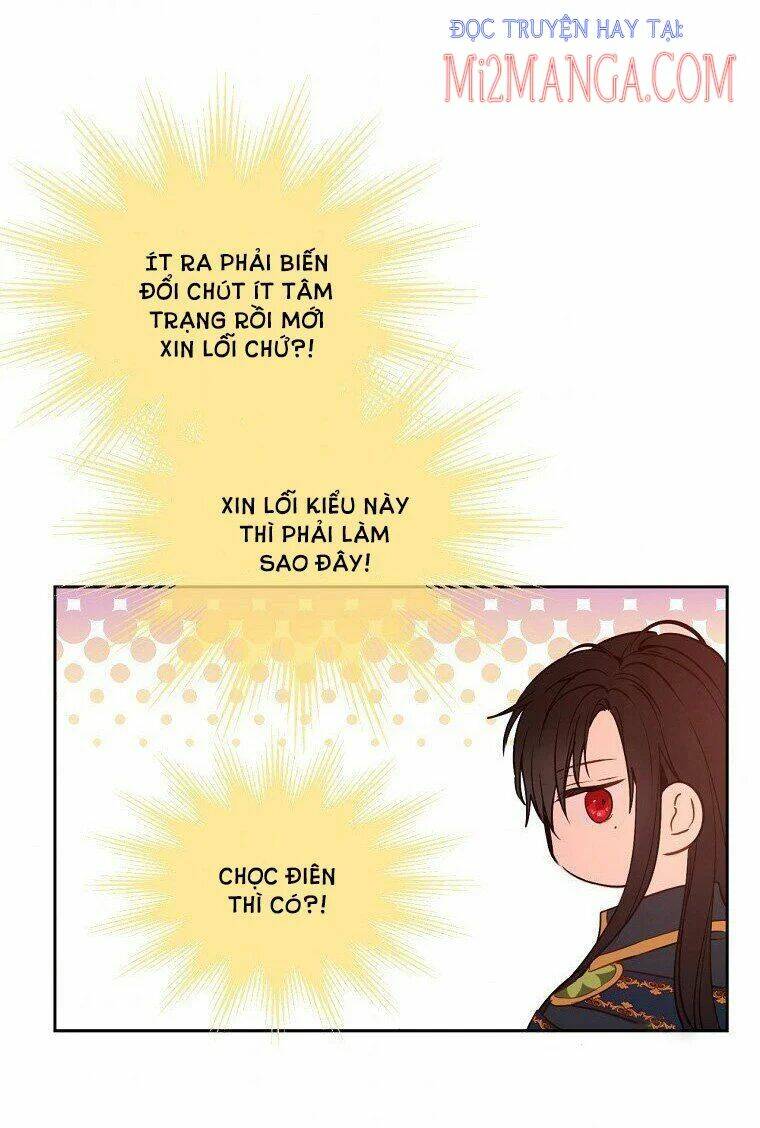 ĐỌC TRUYỆN HAY TẠI:
MI2MANGA.COM
ÍT RA PHẢI BIẾN
ĐỔI CHÚT ÍT TÂM
TRẠNG RỒI MỚI
XIN LỖI CHỨ?!
XIN LỖI KIỂU NÀY
THÌ PHẢI LÀM
SAO ĐÂY!
CHỌC ĐIÊN
THÌ CÓ?!